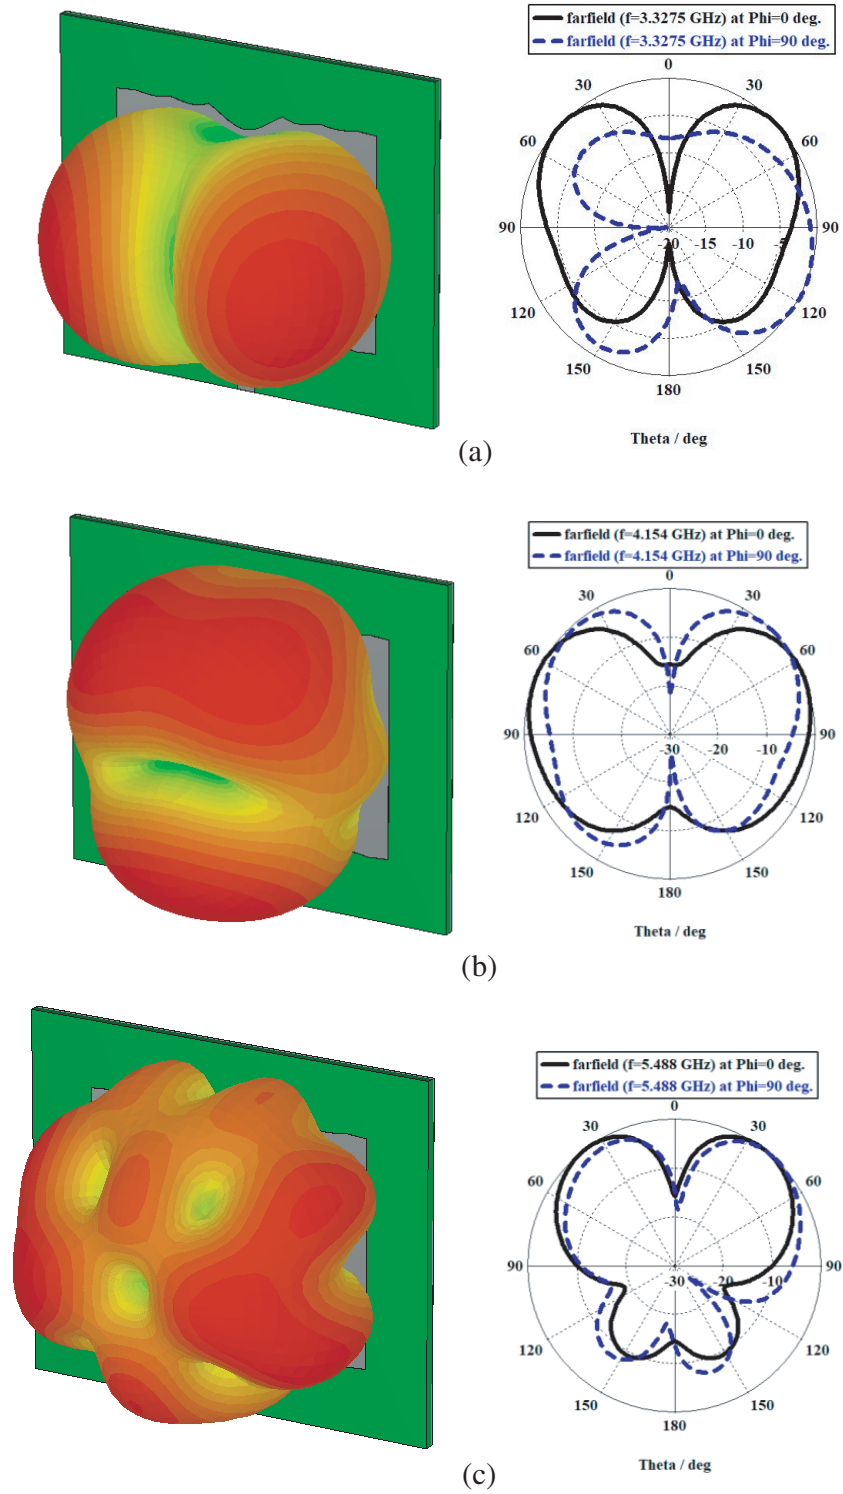 farfield (f=3.3275 GHz) at Phi=0 deg.
farfield (f=3.3275 GHz) at Phi=90 deg.
0
30 30
60 60
90 -20 -15 -10 -5 90
120 120
150 150
180
Theta / deg
(a)
farfield (f=4.154 GHz) at Phi=0 deg.
farfield (f=4.154 GHz) at Phi=90 deg.
0
30 30
60 60
90 -30 -20 -10 90
120 120
150 150
180
Theta / deg
(b)
farfield (f=5.488 GHz) at Phi=0 deg.
farfield (f=5.488 GHz) at Phi=90 deg.
0
30 30
60 60
90 30 -20 -10 90
120 120
150 150
180
Theta / deg
(c)